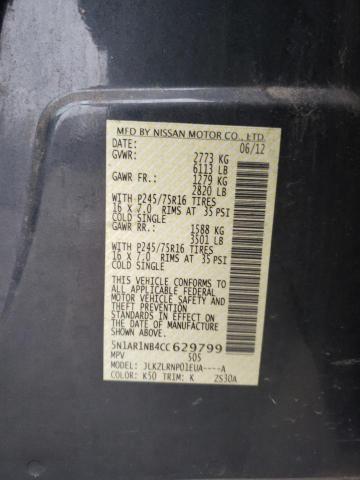 MFD BY NISSAN MOTOR CO., LTD.
DATE: 06/12
GVWR: 2773 KG
6113 LB
GAWR FR.: 1279 KG
2820 LB
WITH P245/75R16 TIRES
16 X 7.0 RIMS AT 35 PSI
COLD SINGLE
GAWR RR.: 1588 KG
3501 LB
WITH P245/75R16 TIRES
16 X 7.0 RIMS AT 35 PSI
COLD SINGLE
THIS VEHICLE CONFORMS TO
ALL APPLICABLE FEDERAL
MOTOR VEHICLE SAFETY
AND THEFT PREVENTION
STANDARDS IN EFFECT ON
THE DATE OF MANUFACTURE
SHOWN ABOVE.
5N1AR1NB4CC629799
MPV 505
MODEL: JLKZLRNP01EUA----A
COLOR: K50 TRIM: K ZS30A